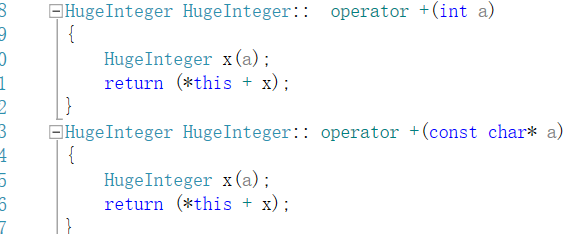 8 HugeInteger HugeInteger::  operator +(int a)
9 {
0     HugeInteger x(a);
1     return (*this + x);
2 }
3 HugeInteger HugeInteger:: operator +(const char* a)
4 {
5     HugeInteger x(a);
6     return (*this + x);
7 }